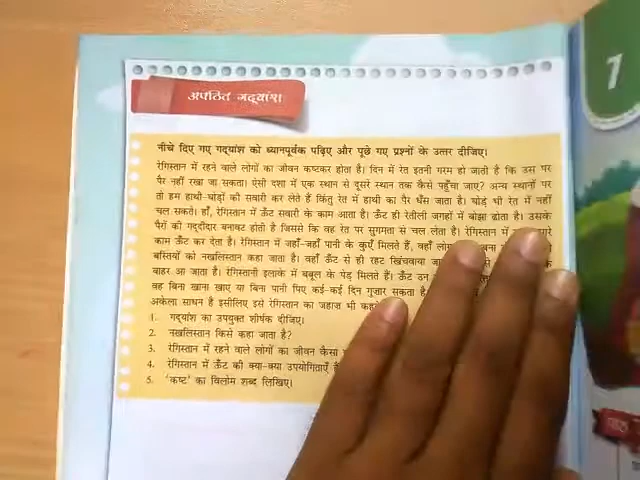 अपठित गद्यांश
7
नीचे दिए गए गद्यांश को ध्यानपूर्वक पढ़िए और पूछे गए प्रश्नों के उत्तर दीजिए।
रेगिस्तान में रहने वाले लोगों का जीवन कष्टकर होता है। दिन में रेत इतनी गरम हो जाती है कि उस पर
पैर नहीं रखा जा सकता। ऐसी दशा में एक स्थान से दूसरे स्थान तक कैसे पहुँचा जाए? अन्य स्थानों पर
तो हम हाथी-घोड़ों की सवारी कर लेते हैं किंतु रेत में हाथी का पैर धँस जाता है। घोड़े भी रेत में नहीं
चल सकते। हाँ, रेगिस्तान में ऊँट सवारी के काम आता है। ऊँट ही रेतीली जगहों में बोझा ढोता है। उसके
पैरों की गद्दीदार बनावट होती है जिससे कि वह रेत पर सुगमता से चल लेता है। रेगिस्तान में
काम ऊँट कर देता है। रेगिस्तान में जहाँ-जहाँ पानी के कुएँ मिलते हैं, वहाँ
बस्तियों को नखलिस्तान कहा जाता है। वहाँ ऊँट से ही रहट खिंचवाया
बाहर आ जाता है। रेगिस्तानी इलाके में बबूल के पेड़ मिलते हैं। ऊँट
वह बिना खाना खाए या बिना पानी पिए कई-कई दिन गुजार सकता है
अकेला साधन है इसीलिए इसे रेगिस्तान का जहाज भी
1. गद्यांश का उपयुक्त शीर्षक दीजिए।
2. नखलिस्तान किसे कहा जाता है?
3. रेगिस्तान में रहने वाले लोगों का जीवन कैसा
4. रेगिस्तान में ऊँट की क्या-क्या उपयोगिताएँ
5. 'कष्ट' का विलोम शब्द लिखिए।